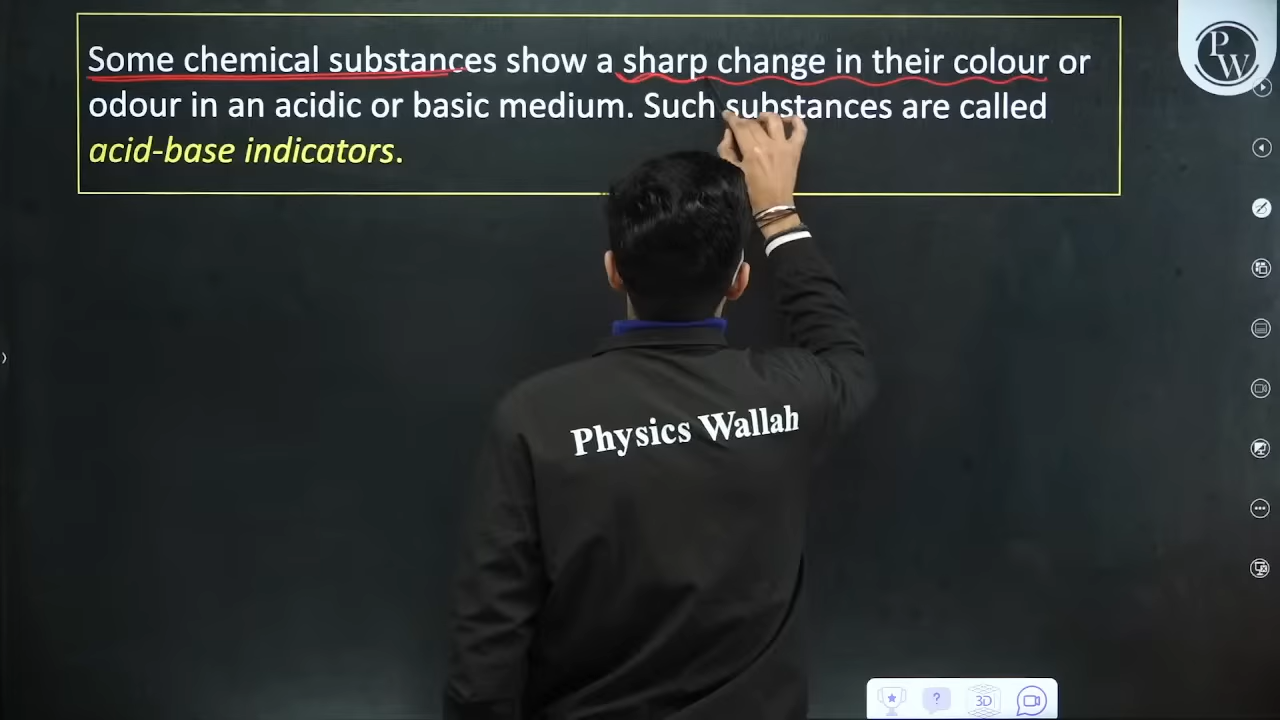 Some chemical substances show a sharp change in their colour or
odour in an acidic or basic medium. Such substances are called
acid-base indicators.
PW
Physics Wallah
?
3D